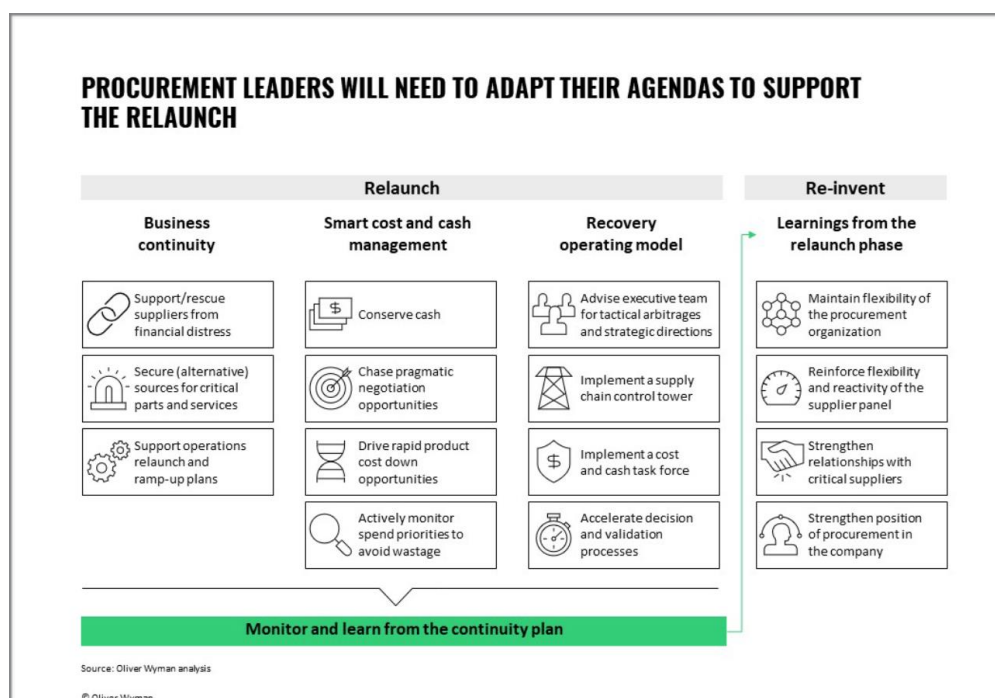 PROCUREMENT LEADERS WILL NEED TO ADAPT THEIR AGENDAS TO SUPPORT
THE RELAUNCH
Relaunch
Re-invent
Business
continuity
Smart cost and cash
management
Recovery
operating model
Learnings from the
relaunch phase
Support/rescue
suppliers from
financial distress
Secure (alternative)
sources for critical
parts and services
Support operations
relaunch and
ramp-up plans
$
Conserve cash
Chase pragmatic
negotiation
opportunities
Drive rapid product
cost down
opportunities
Actively monitor
spend priorities to
avoid wastage
Advise executive team
for tactical arbitrages
and strategic directions
Implement a supply
chain control tower
$
Implement a cost
and cash task force
Accelerate decision
and validation
processes
Maintain flexibility of
the procurement
organization
Reinforce flexibility
and reactivity of the
supplier panel
Strengthen
relationships with
critical suppliers
Strengthen position
of procurement in
the company
Monitor and learn from the continuity plan
Source: Oliver Wyman analysis
© Oliver Wyman